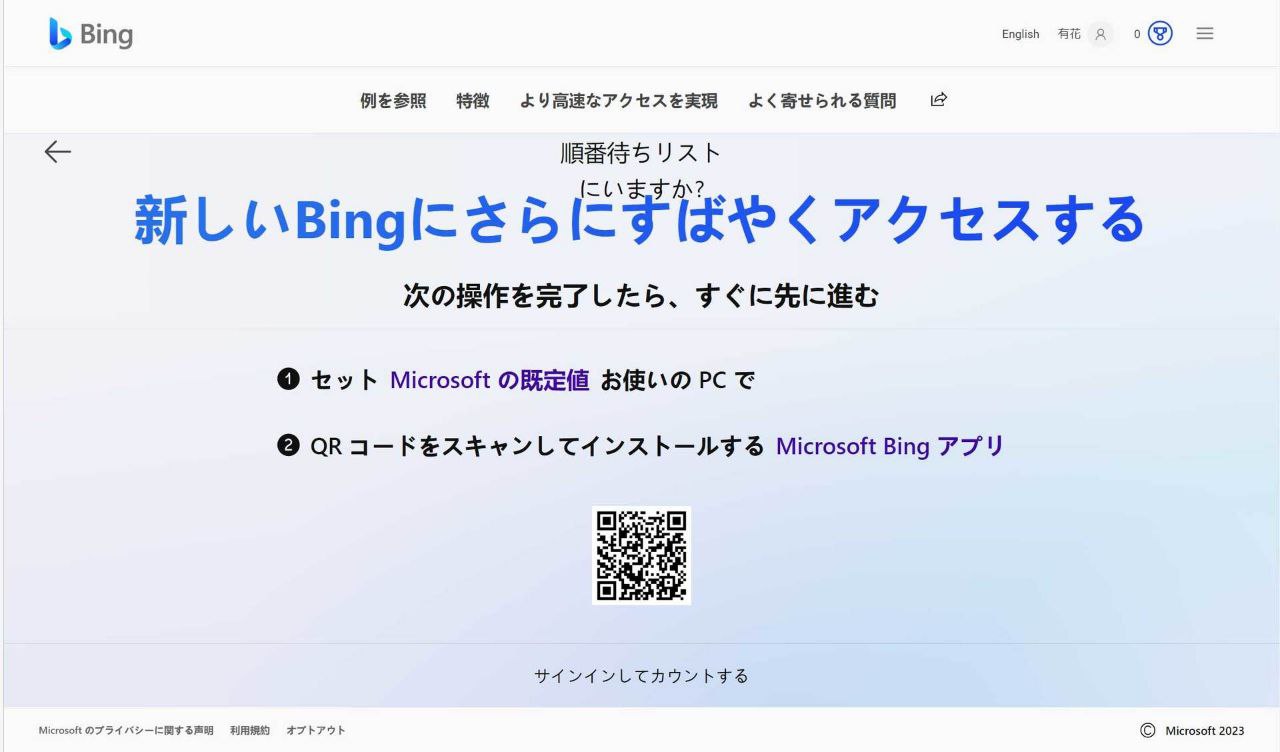 Bing
English 有花 0
例を参照 特徴 より高速なアクセスを実現 よく寄せられる質問
順番待ちリスト
にいますか?
新しいBingにさらにすばやくアクセスする
次の操作を完了したら、すぐに先に進む
1 セット Microsoft の既定値 お使いの PC で
2 QR コードをスキャンしてインストールする Microsoft Bing アプリ
サインインしてカウントする
Microsoft のプライバシーに関する声明 利用規約 オプトアウト
© Microsoft 2023